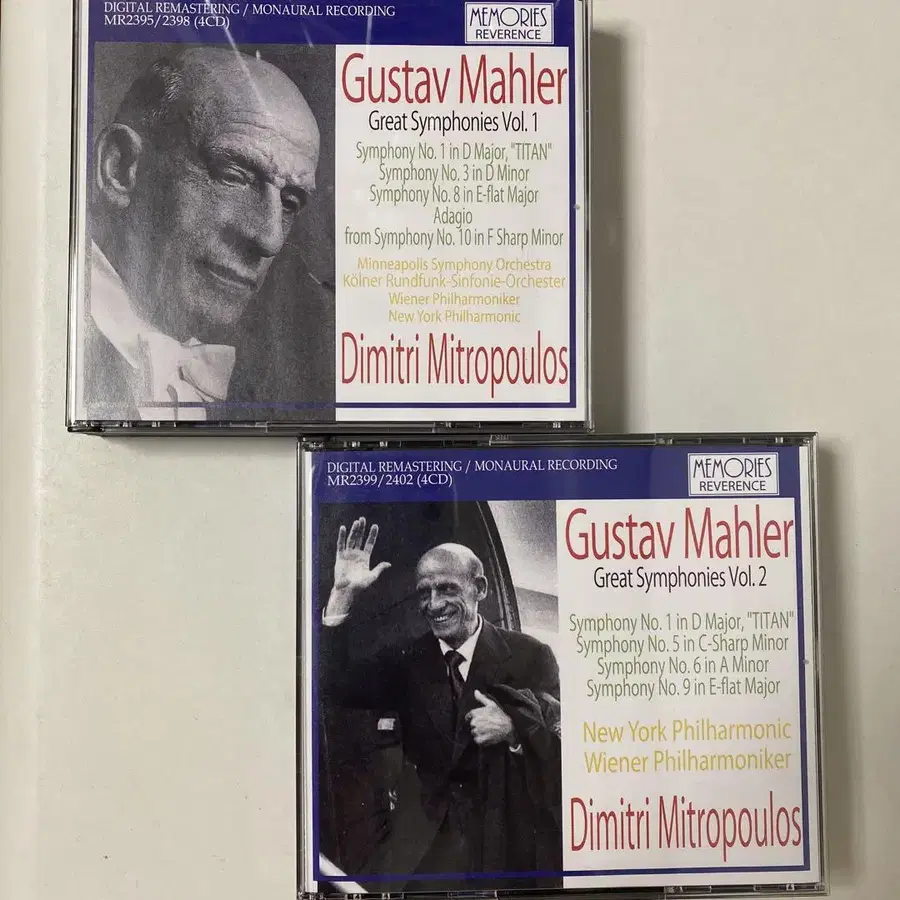 DIGITAL REMASTERING / MONAURAL RECORDING
MR2395/2398 (4CD)
MEMORIES
REVERENCE
Gustav Mahler
Great Symphonies Vol. 1
Symphony No. 1 in D Major, "TITAN"
Symphony No. 3 in D Minor
Symphony No. 8 in E-flat Major
Adagio
from Symphony No. 10 in F Sharp Minor
Minneapolis Symphony Orchestra
Kölner Rundfunk-Sinfonie-Orchester
Wiener Philharmoniker
New York Philharmonic
Dimitri Mitropoulos
DIGITAL REMASTERING / MONAURAL RECORDING
MR2399/2402 (4CD)
MEMORIES
REVERENCE
Gustav Mahler
Great Symphonies Vol. 2
Symphony No. 1 in D Major, "TITAN"
Symphony No. 5 in C-Sharp Minor
Symphony No. 6 in A Minor
Symphony No. 9 in E-flat Major
New York Philharmonic
Wiener Philharmoniker
Dimitri Mitropoulos